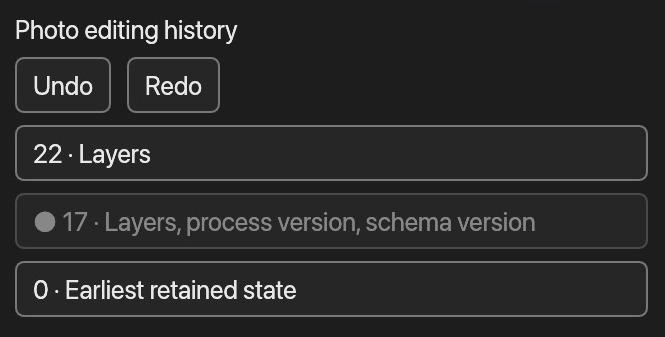 Photo editing history
Undo Redo
22 · Layers
17 · Layers, process version, schema version
0 · Earliest retained state